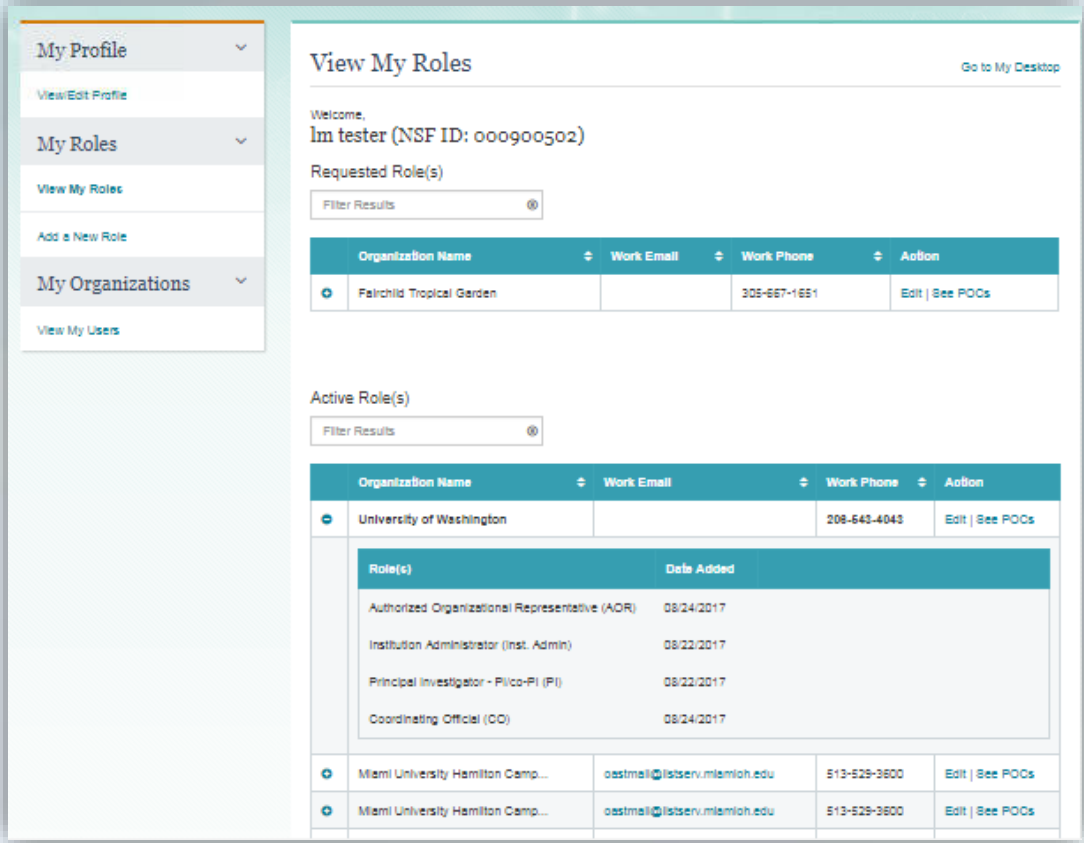 My Profile
View/Edit Profile
My Roles
View My Roles
Add a New Role
My Organizations
View My Users
View My Roles
Go to My Desktop
Welcome,
lm tester (NSF ID: 000900502)
Requested Role(s)
Filter Results
Organization Name Work Email Work Phone Action
Fairchild Tropical Garden 305-667-1651 Edit | See POCs
Active Role(s)
Filter Results
Organization Name Work Email Work Phone Action
University of Washington 206-543-4043 Edit | See POCs
Role(s) Date Added
Authorized Organizational Representative (AOR) 08/24/2017
Institution Administrator (Inst. Admin) 08/22/2017
Principal Investigator - PI/co-PI (PI) 08/22/2017
Coordinating Official (CO) 08/24/2017
Miami University Hamilton Camp... oastmail@listserv.miamioh.edu 513-529-3600 Edit | See POCs
Miami University Hamilton Camp... oastmail@listserv.miamioh.edu 513-529-3600 Edit | See POCs